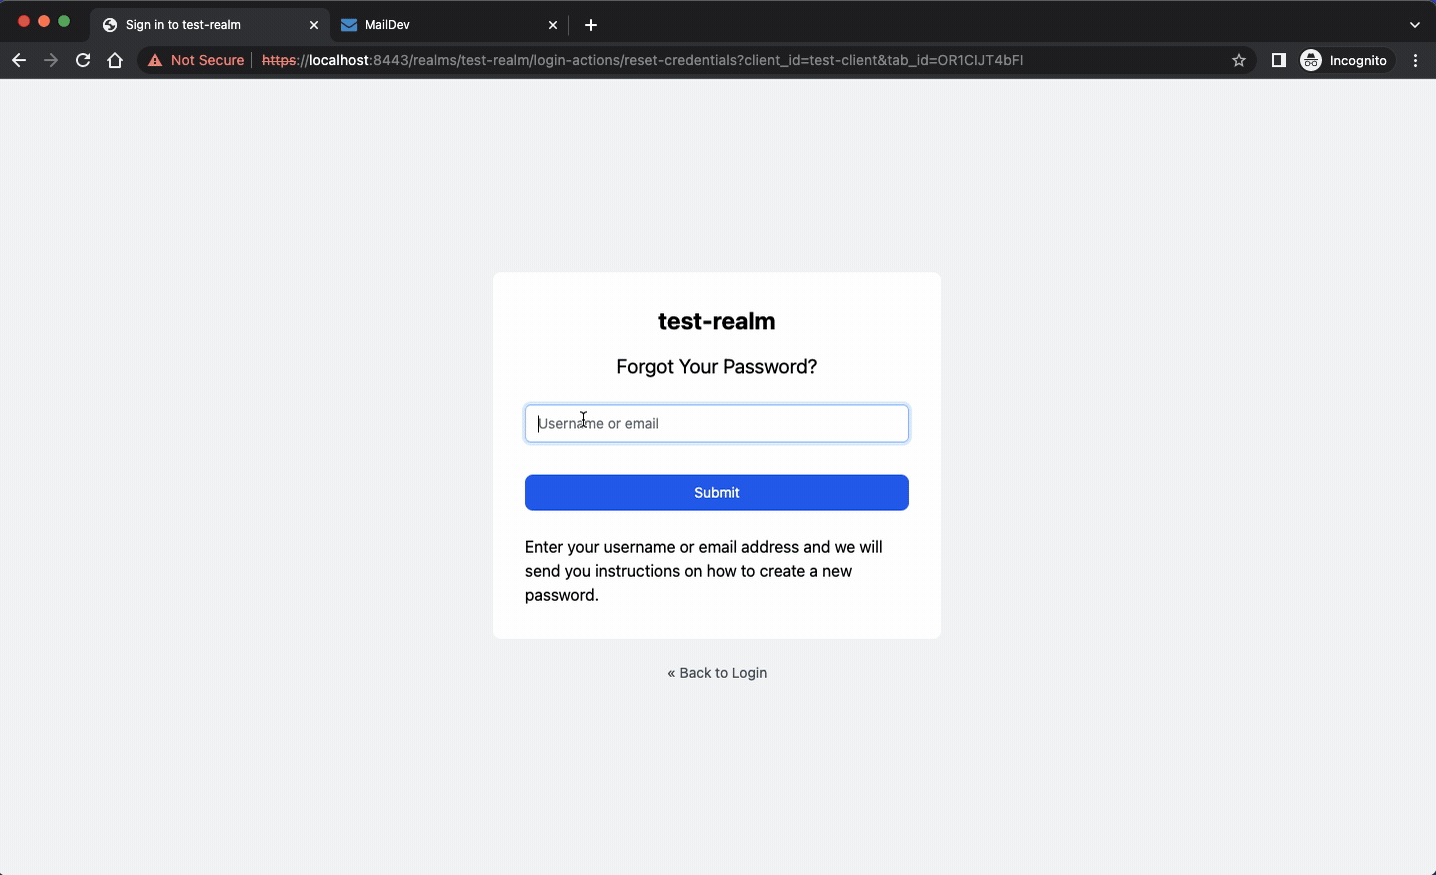 Sign in to test-realm
MailDev
Not Secure
https://localhost:8443/realms/test-realm/login-actions/reset-credentials?client_id=test-client&tab_id=OR1CIJT4bFI
Incognito
test-realm
Forgot Your Password?
Username or email
Submit
Enter your username or email address and we will
send you instructions on how to create a new
password.
« Back to Login